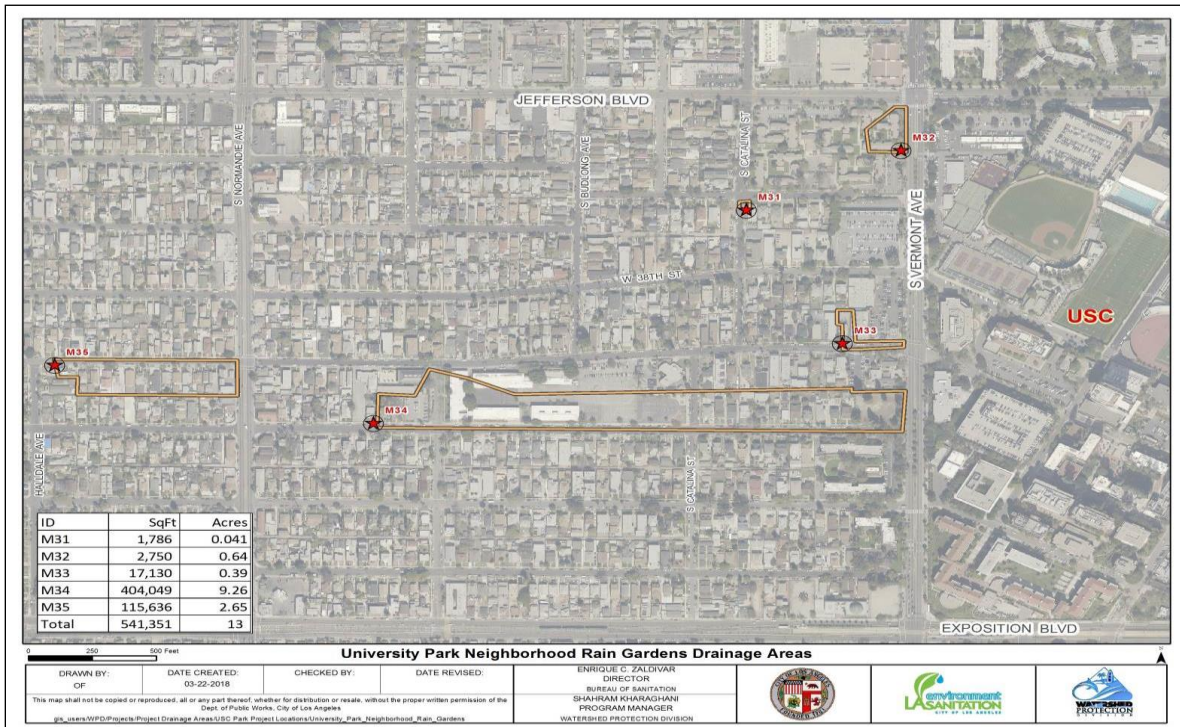 JEFFERSON BLVD
S NORMANDIE AVE
S BUDLONG AVE
S CATALINA ST
M32
M31
S VERMONT AVE
W 36TH ST
USC
M33
M35
M34
HALLDALE AVE
S CATALINA ST
ID SqFt Acres
M31 1,786 0.041
M32 2,750 0.64
M33 17,130 0.39
M34 404,049 9.26
M35 115,636 2.65
Total 541,351 13
EXPOSITION BLVD
0 250 500 Feet
University Park Neighborhood Rain Gardens Drainage Areas
N
DRAWN BY:
OF
DATE CREATED:
03-22-2018
CHECKED BY:
DATE REVISED:
ENRIQUE C. ZALDIVAR
DIRECTOR
BUREAU OF SANITATION
SHAHRAM KHARAGHANI
PROGRAM MANAGER
WATERSHED PROTECTION DIVISION
This map shall not be copied or reproduced, all or any part thereof, whether for distribution or resale, without the proper written permission of the
Dept. of Public Works, City of Los Angeles
gis_users/WPD/Projects/Project Drainage Areas/USC Park Project Locations/University_Park_Neighborhood_Rain_Gardens
environment
SANITATION
CITY OF LOS ANGELES
WATERSHED
PROTECTION